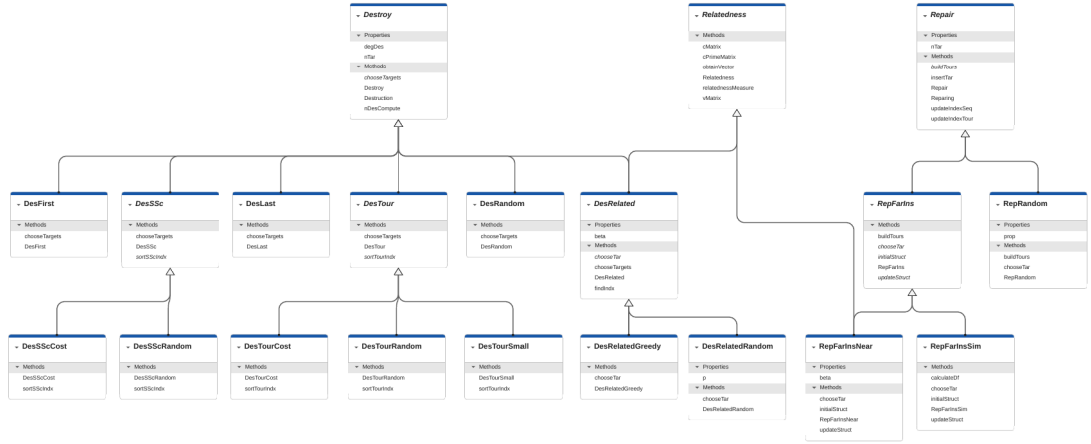 Destroy
Properties
degDes
nTar
Methods
chooseTargets
Destroy
Destruction
nDesCompute
Relatedness
Methods
cMatrix
cPrimeMatrix
obtainVector
Relatedness
relatednessMeasure
vMatrix
Repair
Properties
nTar
Methods
buildTours
insertTar
Repair
Reparing
updateIndexSeq
updateIndexTour
DesFirst
Methods
chooseTargets
DesFirst
DesSSc
Methods
chooseTargets
DesSSc
sortSScIndx
DesLast
Methods
chooseTargets
DesLast
DesTour
Methods
chooseTargets
DesTour
sortTourIndx
DesRandom
Methods
chooseTargets
DesRandom
DesRelated
Properties
beta
Methods
chooseTar
chooseTargets
DesRelated
findIndx
RepFarIns
Methods
buildTours
chooseTar
initialStruct
RepFarIns
updateStruct
RepRandom
Properties
prop
Methods
buildTours
chooseTar
RepRandom
DesSScCost
Methods
DesSScCost
sortSScIndx
DesSScRandom
Methods
DesSScRandom
sortSScIndx
DesTourCost
Methods
DesTourCost
sortTourIndx
DesTourRandom
Methods
DesTourRandom
sortTourIndx
DesTourSmall
Methods
DesTourSmall
sortTourIndx
DesRelatedGreedy
Methods
chooseTar
DesRelatedGreedy
DesRelatedRandom
Properties
p
Methods
chooseTar
DesRelatedRandom
RepFarInsNear
Properties
beta
Methods
chooseTar
initialStruct
RepFarInsNear
updateStruct
RepFarInsSim
Methods
calculateDf
chooseTar
initialStruct
RepFarInsSim
updateStruct